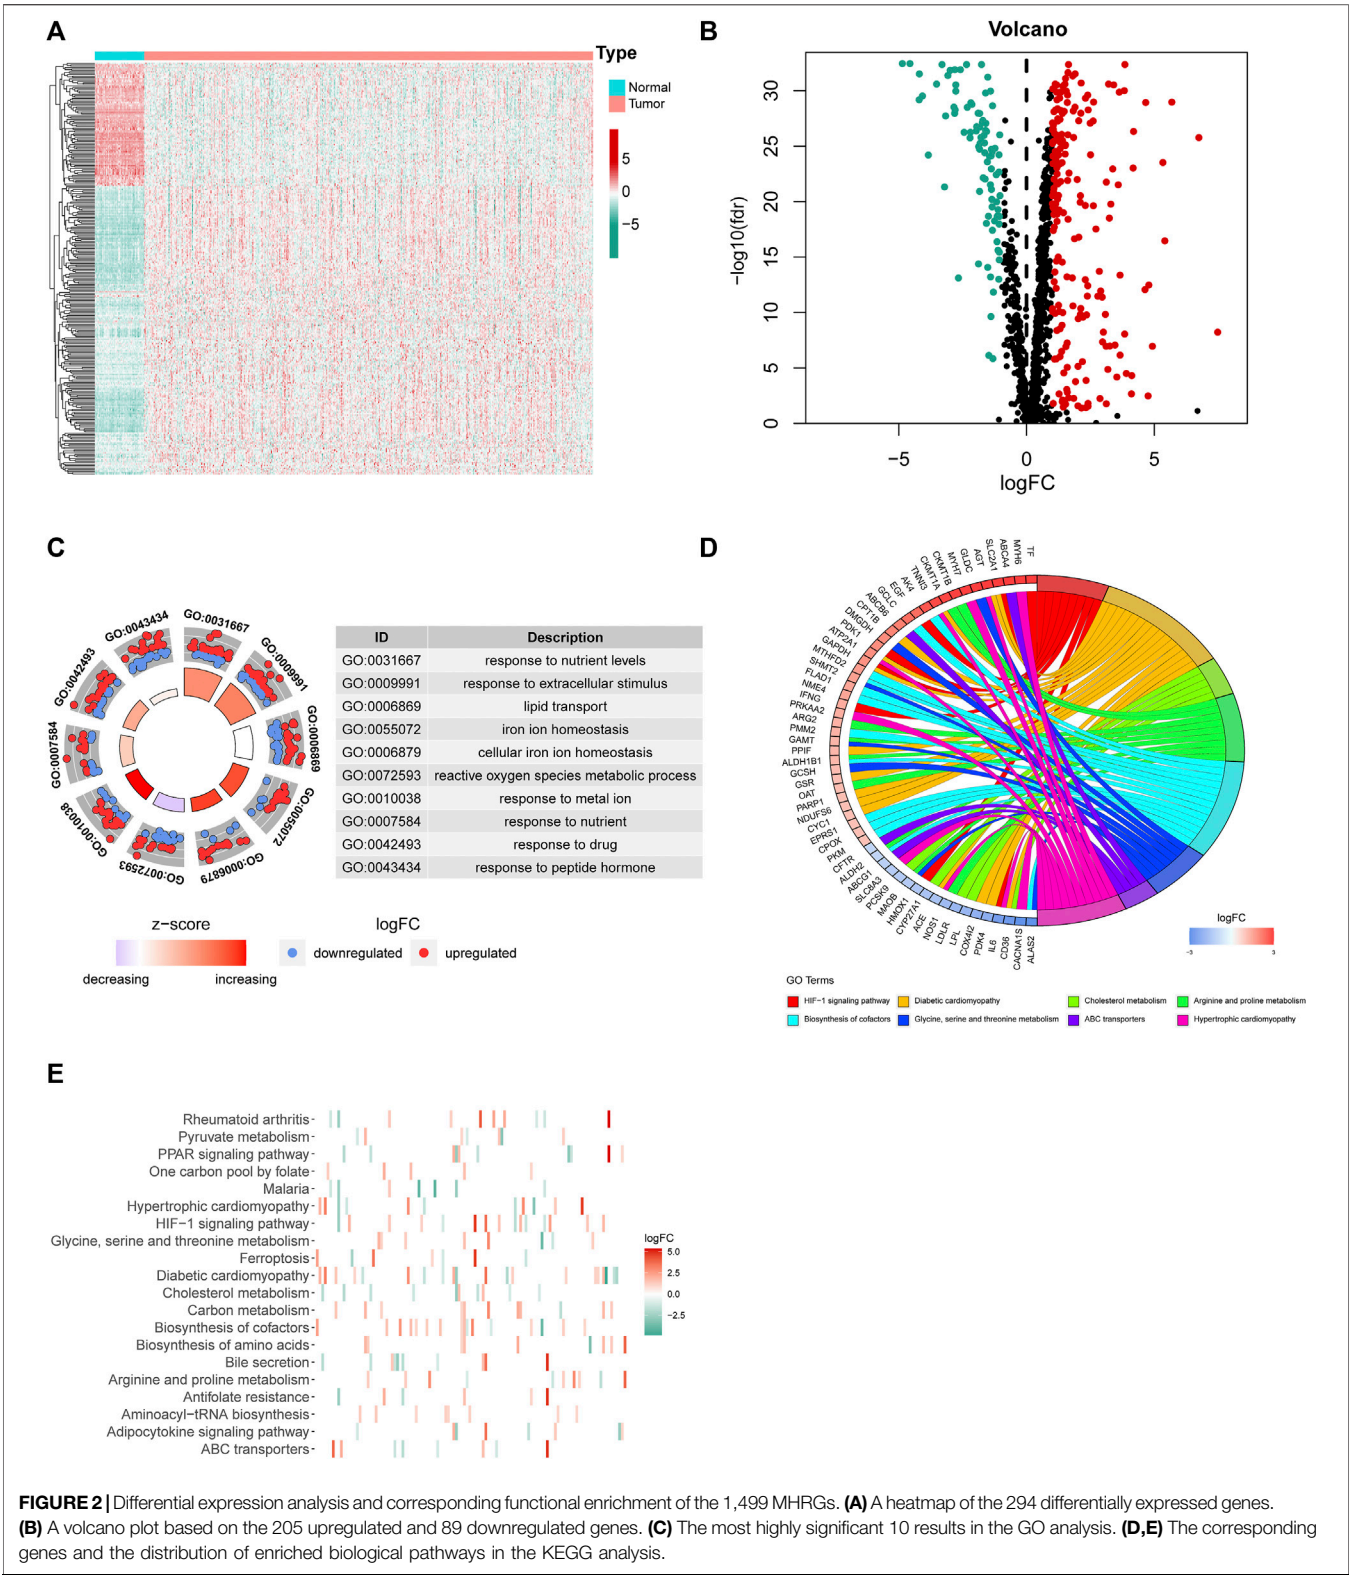 A
Type
Normal
Tumor
5
0
−5
B
Volcano
−log10(fdr)
30
25
20
15
10
5
0
−5
0
5
logFC
C
GO:0031667
GO:0009991
GO:0006869
GO:0055072
GO:0006879
GO:0072593
GO:0010038
GO:0007584
GO:0042493
GO:0043434
ID Description
GO:0031667 response to nutrient levels
GO:0009991 response to extracellular stimulus
GO:0006869 lipid transport
GO:0055072 iron ion homeostasis
GO:0006879 cellular iron ion homeostasis
GO:0072593 reactive oxygen species metabolic process
GO:0010038 response to metal ion
GO:0007584 response to nutrient
GO:0042493 response to drug
GO:0043434 response to peptide hormone
z−score
decreasing increasing
logFC
downregulated upregulated
D
TF
MYH6
ABCA4
SLC2A1
AGT
GLDC
MYH7
CKMT1B
CKMT1A
TNNI3
AK4
EGF
GCLC
ABCB6
CPT1B
DMGDH
PDK1
ATP2A1
GAPDH
MTHFD2
SHMT2
FLAD1
NME4
IFNG
PRKAA2
ARG2
PMM2
GAMT
PPIF
ALDH1B1
GCSH
GSR
OAT
PARP1
NDUFS6
CYC1
EPRS1
CPOX
PKM
CFTR
ALDH2
ABCG1
SLC8A3
PCSK9
MAOB
HMOX1
CYP27A1
ACE
NOS1
LDLR
LPL
COX4I2
PDK4
IL6
CD36
CACNA1S
ALAS2
logFC
−3 3
GO Terms
HIF−1 signaling pathway Diabetic cardiomyopathy Cholesterol metabolism Arginine and proline metabolism
Biosynthesis of cofactors Glycine, serine and threonine metabolism ABC transporters Hypertrophic cardiomyopathy
E
Rheumatoid arthritis
Pyruvate metabolism
PPAR signaling pathway
One carbon pool by folate
Malaria
Hypertrophic cardiomyopathy
HIF−1 signaling pathway
Glycine, serine and threonine metabolism
Ferroptosis
Diabetic cardiomyopathy
Cholesterol metabolism
Carbon metabolism
Biosynthesis of cofactors
Biosynthesis of amino acids
Bile secretion
Arginine and proline metabolism
Antifolate resistance
Aminoacyl−tRNA biosynthesis
Adipocytokine signaling pathway
ABC transporters
logFC
5.0
2.5
0.0
−2.5
FIGURE 2 | Differential expression analysis and corresponding functional enrichment of the 1,499 MHRGs. (A) A heatmap of the 294 differentially expressed genes.
(B) A volcano plot based on the 205 upregulated and 89 downregulated genes. (C) The most highly significant 10 results in the GO analysis. (D,E) The corresponding
genes and the distribution of enriched biological pathways in the KEGG analysis.